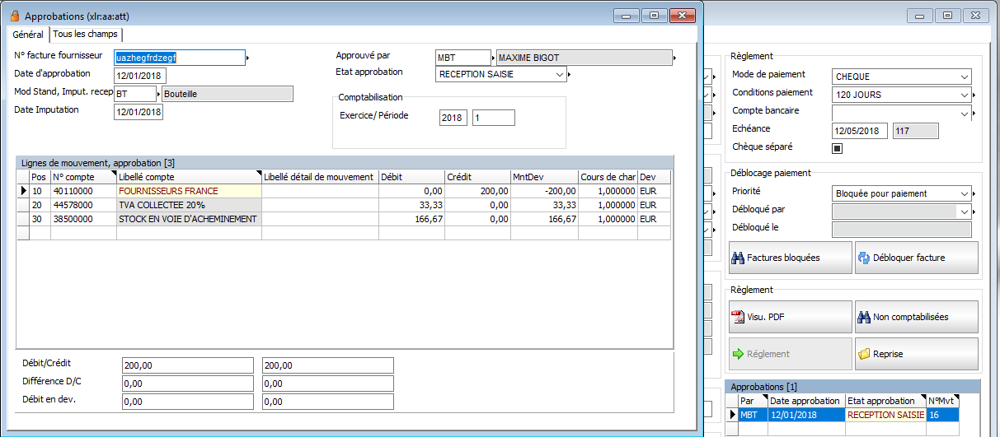 Approbations (xlr:aa:att)
Général Tous les champs
N° facture fournisseur uazhegfrdzegf
Date d'approbation 12/01/2018
Mod Stand, Imput. recep BT Bouteille
Date Imputation 12/01/2018
Approuvé par MBT MAXIME BIGOT
Etat approbation RECEPTION SAISIE
Comptabilisation
Exercice/ Période 2018 1
Lignes de mouvement, approbation [3]
Pos N° compte Libellé compte Libellé détail de mouvement Débit Crédit MntDev Cours de char Dev
10 40110000 FOURNISSEURS FRANCE 0,00 200,00 -200,00 1,000000 EUR
20 44578000 TVA COLLECTEE 20% 33,33 0,00 33,33 1,000000 EUR
30 38500000 STOCK EN VOIE D'ACHEMINEMENT 166,67 0,00 166,67 1,000000 EUR
Débit/Crédit 200,00 200,00
Différence D/C 0,00 0,00
Débit en dev. 0,00 0,00
Règlement
Mode de paiement CHEQUE
Conditions paiement 120 JOURS
Compte bancaire
Echéance 12/05/2018 117
Chèque séparé
Déblocage paiement
Priorité Bloquée pour paiement
Débloqué par
Débloqué le
Factures bloquées Débloquer facture
Règlement
Visu. PDF Non comptabilisées
Réglement Reprise
Approbations [1]
Par Date approbation Etat approbation N°Mvt
MBT 12/01/2018 RECEPTION SAISIE 16